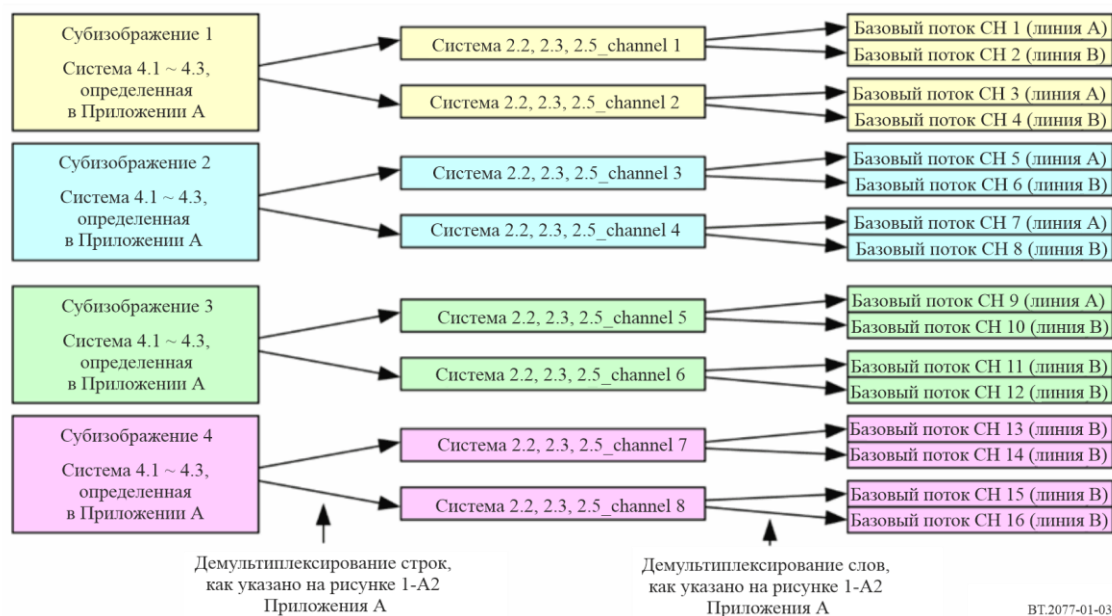 Субизображение 1
Система 4.1 ~ 4.3,
определенная
в Приложении А
Система 2.2, 2.3, 2.5_channel 1
Система 2.2, 2.3, 2.5_channel 2
Базовый поток CH 1 (линия A)
Базовый поток CH 2 (линия B)
Базовый поток CH 3 (линия A)
Базовый поток CH 4 (линия B)
Субизображение 2
Система 4.1 ~ 4.3,
определенная
в Приложении А
Система 2.2, 2.3, 2.5_channel 3
Система 2.2, 2.3, 2.5_channel 4
Базовый поток CH 5 (линия A)
Базовый поток CH 6 (линия B)
Базовый поток CH 7 (линия A)
Базовый поток CH 8 (линия B)
Субизображение 3
Система 4.1 ~ 4.3,
определенная
в Приложении А
Система 2.2, 2.3, 2.5_channel 5
Система 2.2, 2.3, 2.5_channel 6
Базовый поток CH 9 (линия A)
Базовый поток CH 10 (линия B)
Базовый поток CH 11 (линия B)
Базовый поток CH 12 (линия B)
Субизображение 4
Система 4.1 ~ 4.3,
определенная
в Приложении А
Система 2.2, 2.3, 2.5_channel 7
Система 2.2, 2.3, 2.5_channel 8
Базовый поток CH 13 (линия B)
Базовый поток CH 14 (линия B)
Базовый поток CH 15 (линия B)
Базовый поток CH 16 (линия B)
Демультиплексирование строк,
как указано на рисунке 1-A2
Приложения А
Демультиплексирование слов,
как указано на рисунке 1-A2
Приложения А
BT.2077-01-03